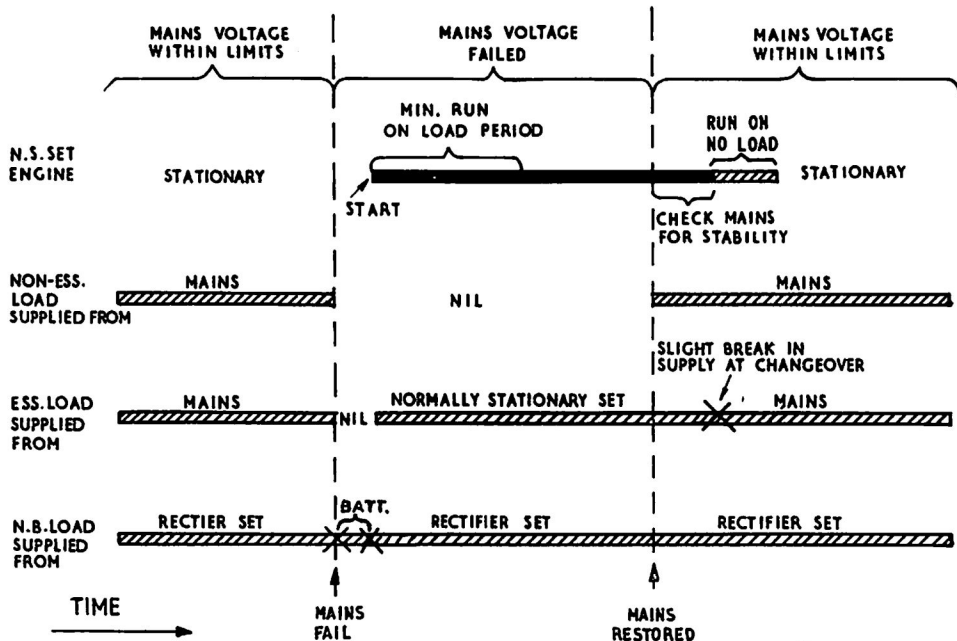 MAINS VOLTAGE
WITHIN LIMITS
MAINS VOLTAGE
FAILED
MAINS VOLTAGE
WITHIN LIMITS
MIN. RUN
ON LOAD PERIOD
RUN ON
NO LOAD
N.S.SET
ENGINE
STATIONARY
STATIONARY
START
CHECK MAINS
FOR STABILITY
NON-ESS.
LOAD
SUPPLIED FROM
MAINS
NIL
MAINS
SLIGHT BREAK IN
SUPPLY AT CHANGEOVER
ESS.LOAD
SUPPLIED
FROM
MAINS
NIL
NORMALLY STATIONARY SET
MAINS
BATT.
N.B.LOAD
SUPPLIED
FROM
RECTIER SET
RECTIFIER SET
RECTIFIER SET
TIME
MAINS
FAIL
MAINS
RESTORED